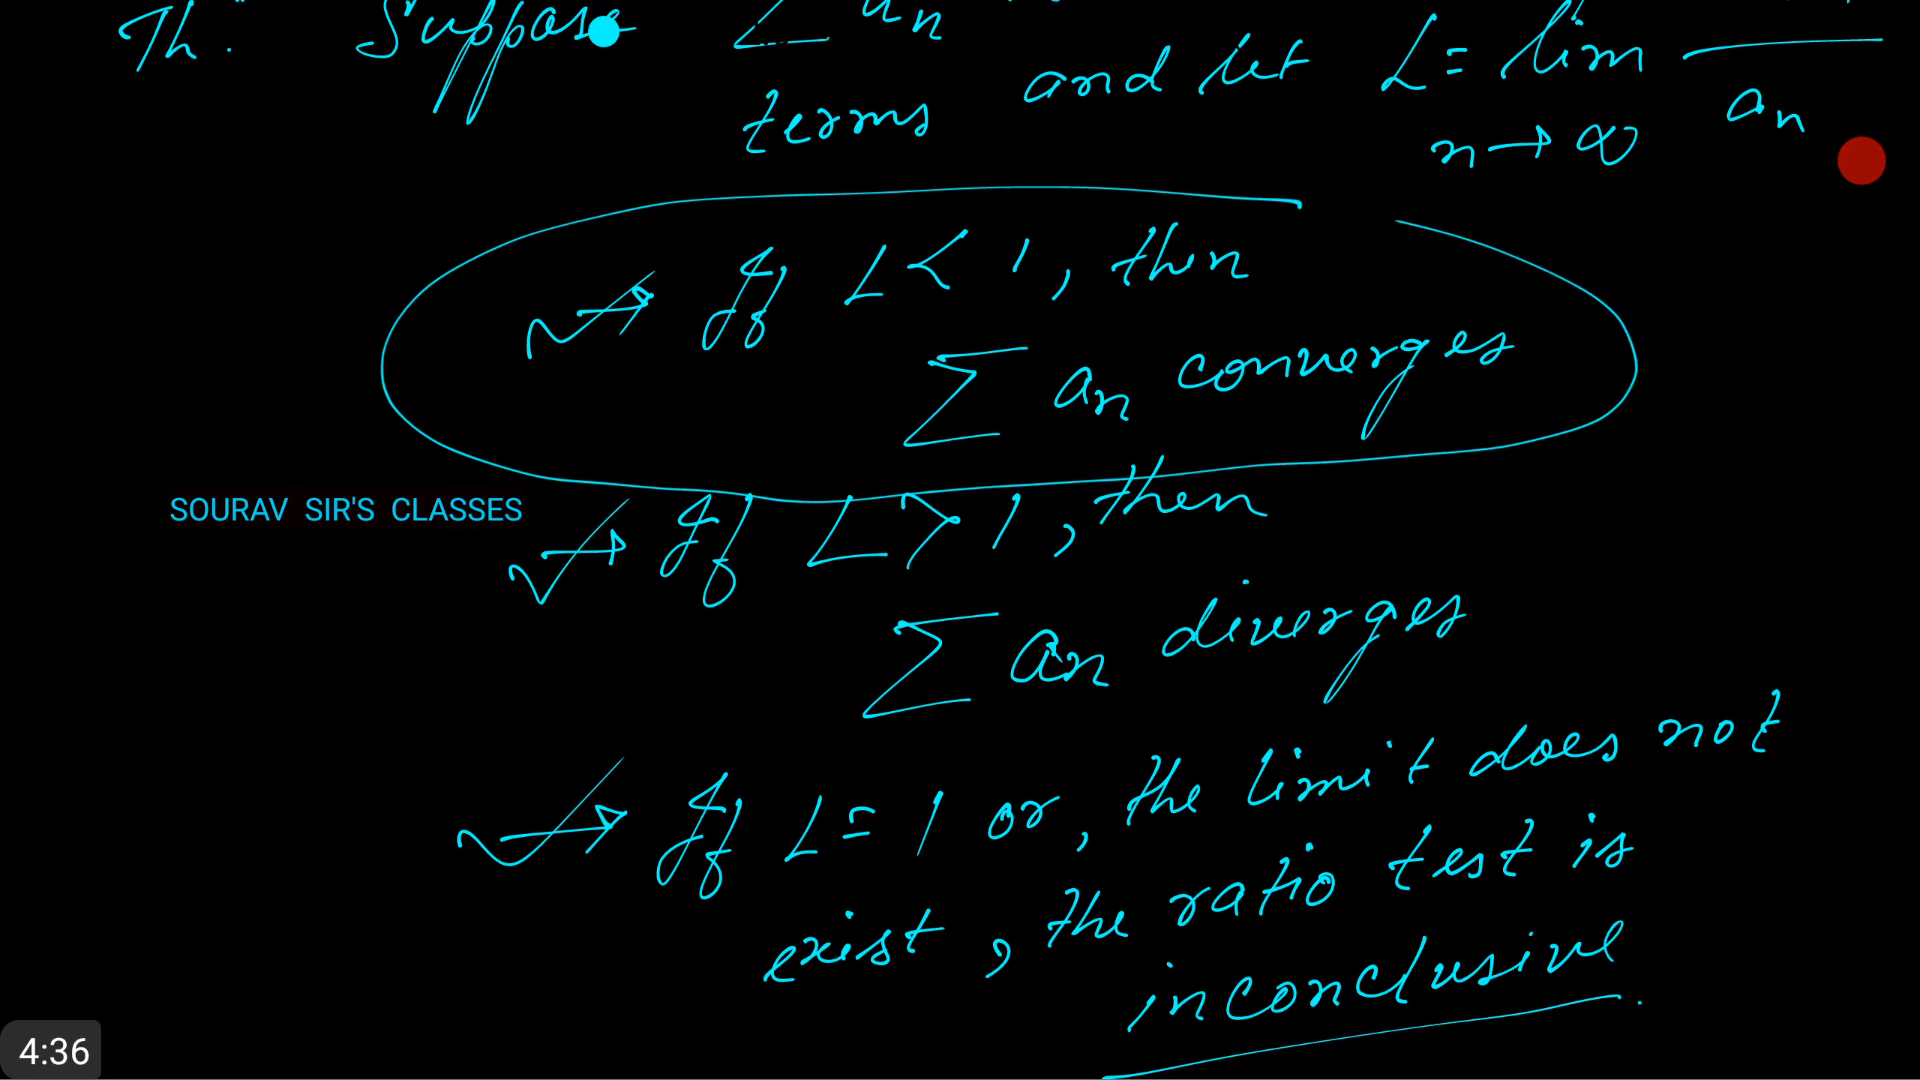 Th. Suppose ∑ an
terms and let L = lim n→∞ an
→ If L < 1, then
∑ an converges
SOURAV SIR'S CLASSES
→ If L > 1, then
∑ an diverges
→ If L = 1 or, the limit does not
exist, the ratio test is
inconclusive.
4:36